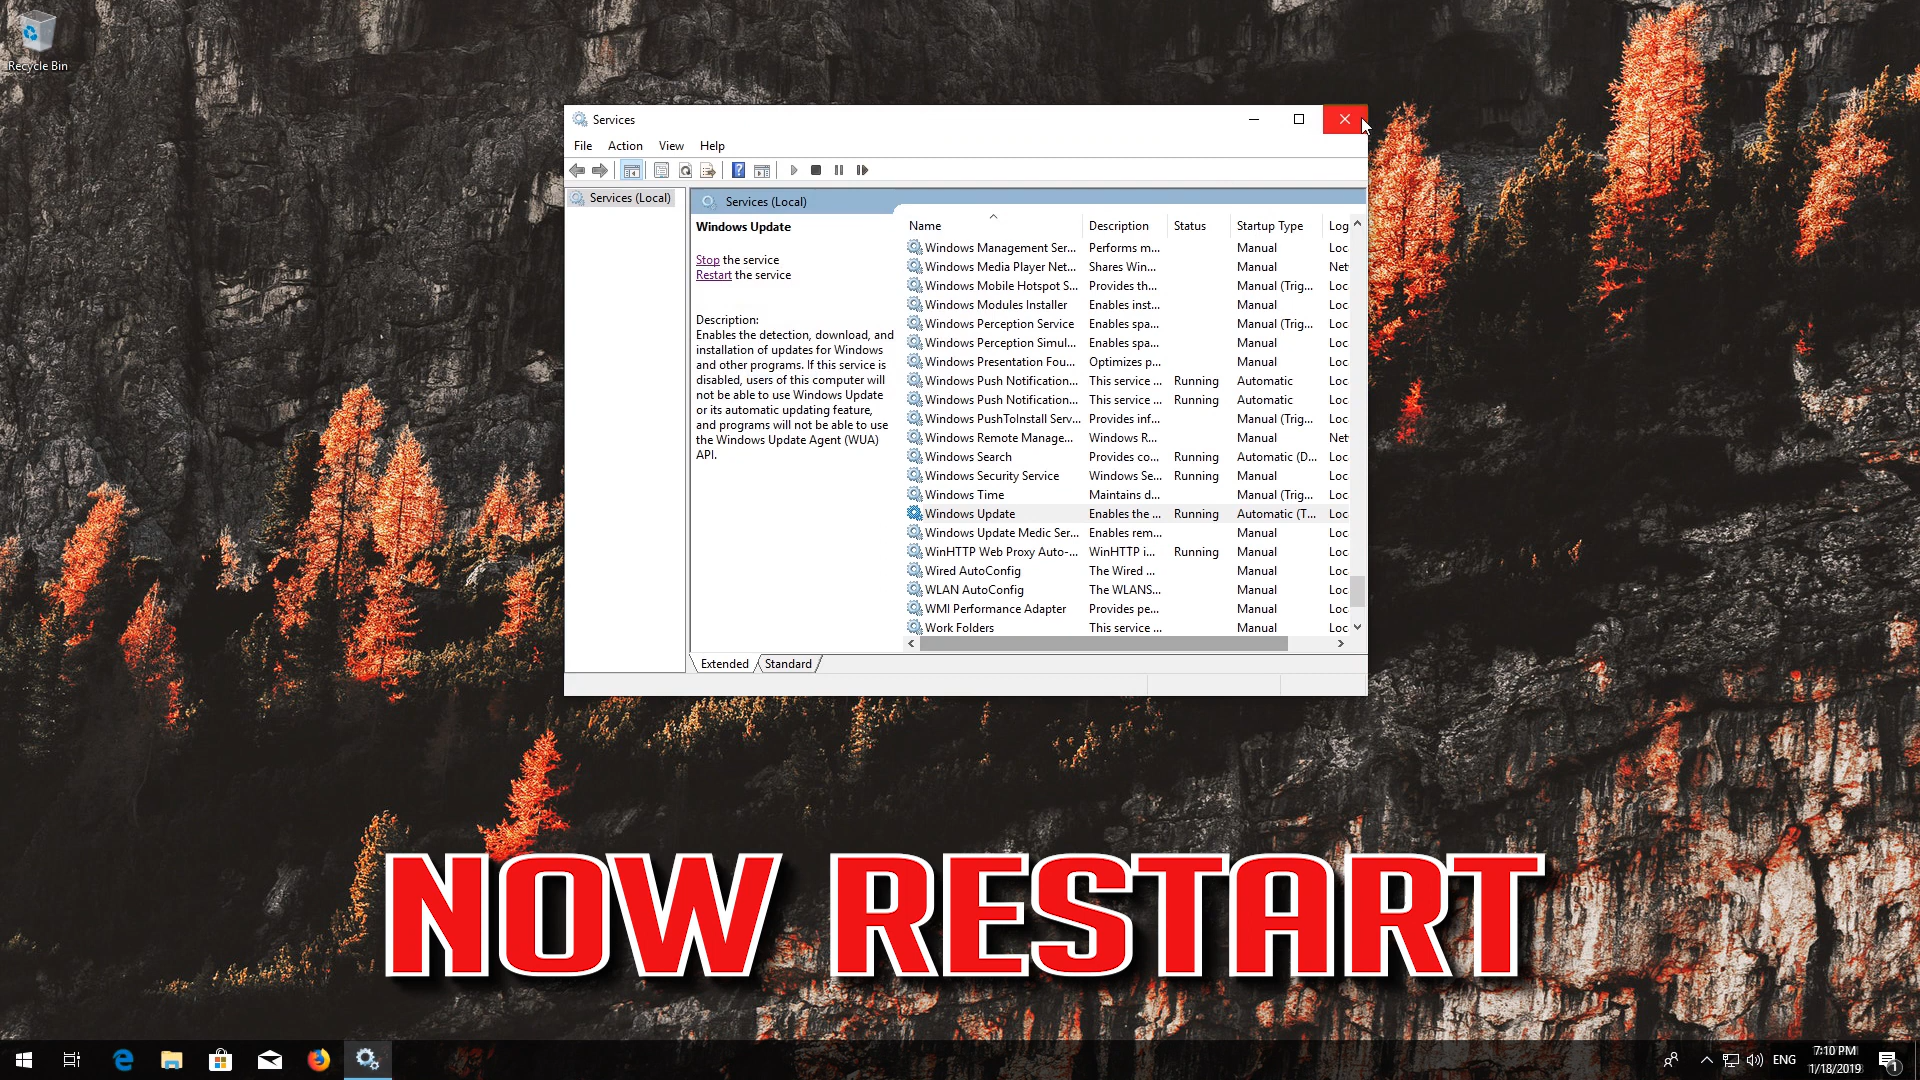 Recycle Bin
Services
File Action View Help
Services (Local)
Services (Local)
Windows Update
Stop the service
Restart the service
Description:
Enables the detection, download, and
installation of updates for Windows
and other programs. If this service is
disabled, users of this computer will
not be able to use Windows Update
or its automatic updating feature,
and programs will not be able to use
the Windows Update Agent (WUA)
API.
Name Description Status Startup Type Log
Windows Management Ser... Performs m... Manual Loc
Windows Media Player Net... Shares Win... Manual Net
Windows Mobile Hotspot S... Provides th... Manual (Trig... Loc
Windows Modules Installer Enables inst... Manual Loc
Windows Perception Service Enables spa... Manual (Trig... Loc
Windows Perception Simul... Enables spa... Manual Loc
Windows Presentation Fou... Optimizes p... Manual Loc
Windows Push Notification... This service ... Running Automatic Loc
Windows Push Notification... This service ... Running Automatic Loc
Windows PushToInstall Serv... Provides inf... Manual (Trig... Loc
Windows Remote Manage... Windows R... Manual Net
Windows Search Provides co... Running Automatic (D... Loc
Windows Security Service Windows Se... Running Manual Loc
Windows Time Maintains d... Manual (Trig... Loc
Windows Update Enables the ... Running Automatic (T... Loc
Windows Update Medic Ser... Enables rem... Manual Loc
WinHTTP Web Proxy Auto-... WinHTTP i... Running Manual Loc
Wired AutoConfig The Wired ... Manual Loc
WLAN AutoConfig The WLANS... Manual Loc
WMI Performance Adapter Provides pe... Manual Loc
Work Folders This service ... Manual Loc
Extended Standard
NOW RESTART
ENG
7:10 PM
1/18/2019
1